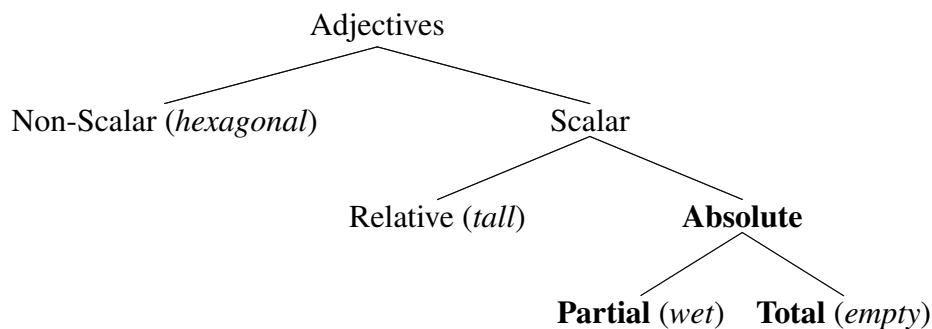 Adjectives
Non-Scalar (hexagonal)
Scalar
Relative (tall)
Absolute
Partial (wet)
Total (empty)